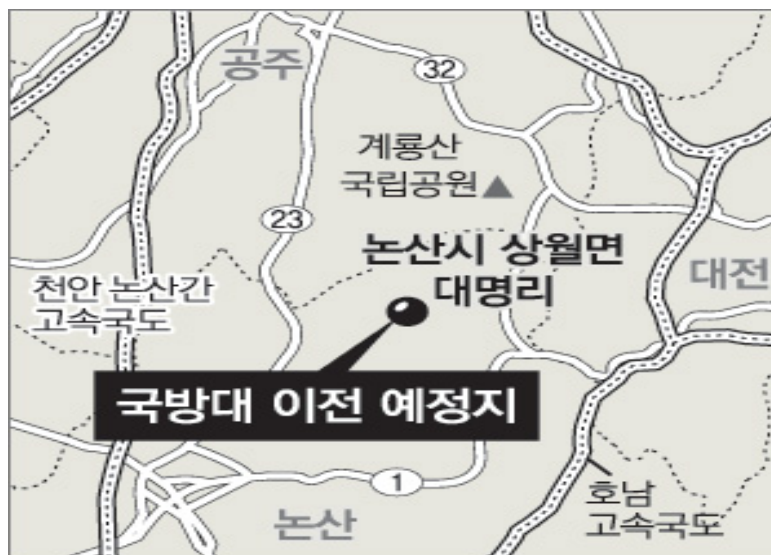 공주
32
계룡산
국립공원
23
논산시 상월면
대명리
대전
천안 논산간
고속국도
국방대 이전 예정지
1
호남
고속국도
논산